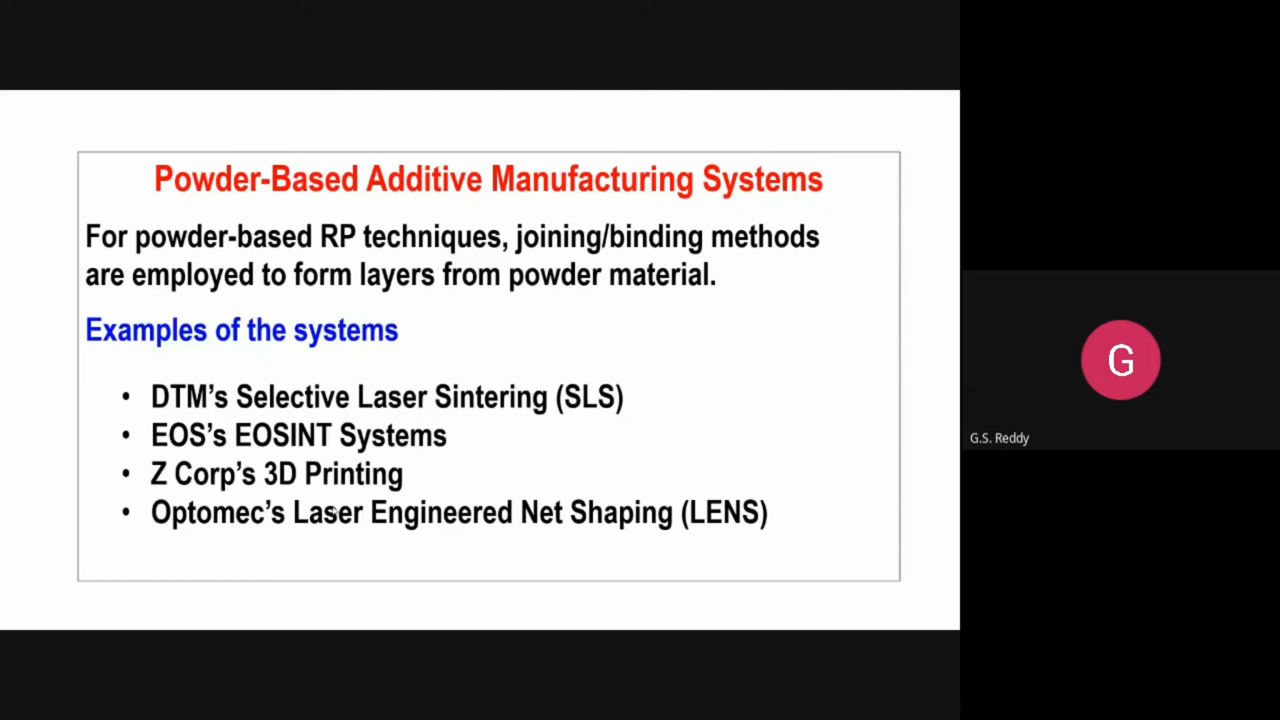 Powder-Based Additive Manufacturing Systems
For powder-based RP techniques, joining/binding methods
are employed to form layers from powder material.
Examples of the systems
• DTM’s Selective Laser Sintering (SLS)
• EOS’s EOSINT Systems
• Z Corp’s 3D Printing
• Optomec’s Laser Engineered Net Shaping (LENS)
G
G.S. Reddy